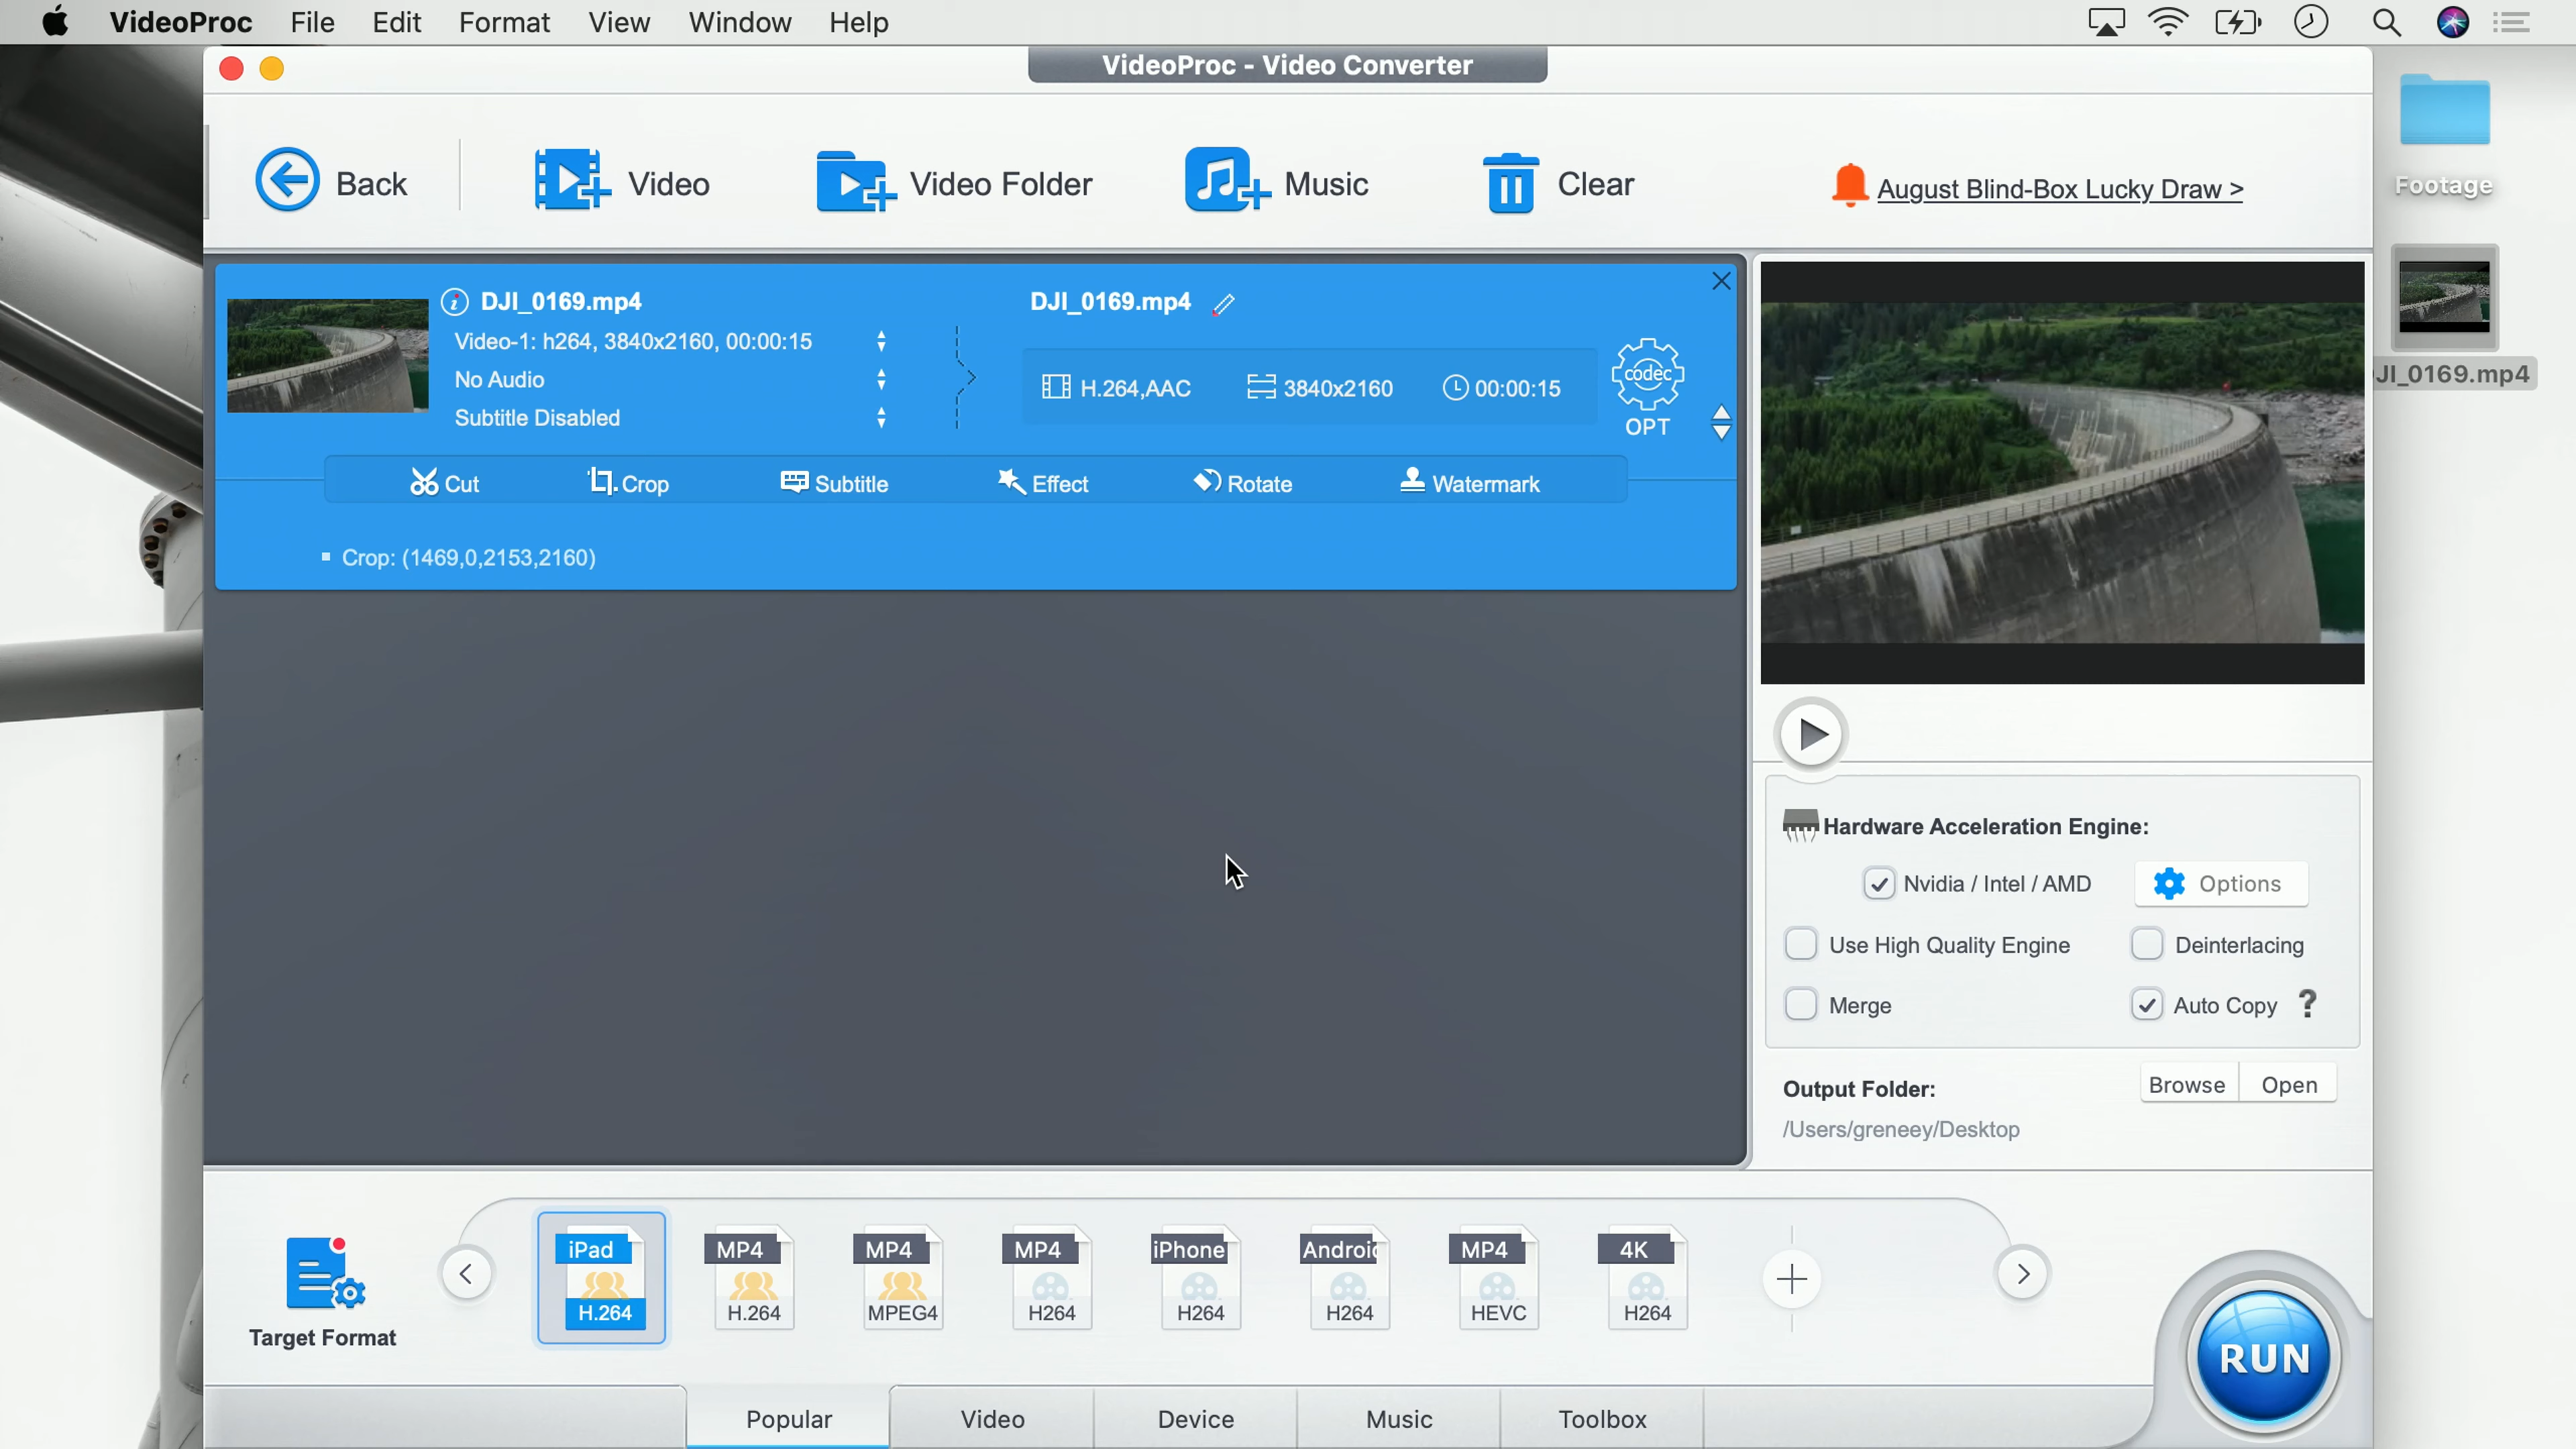 VideoProc File Edit Format View Window Help
VideoProc - Video Converter
Back Video Video Folder Music Clear August Blind-Box Lucky Draw >
Footage
DJI_0169.mp4
Video-1: h264, 3840x2160, 00:00:15
No Audio
Subtitle Disabled
DJI_0169.mp4
H.264,AAC 3840x2160 00:00:15
codec
OPT
JI_0169.mp4
Cut Crop Subtitle Effect Rotate Watermark
Crop: (1469,0,2153,2160)
Hardware Acceleration Engine:
Nvidia / Intel / AMD Options
Use High Quality Engine Deinterlacing
Merge Auto Copy ?
Output Folder: Browse Open
/Users/greneey/Desktop
Target Format
iPad H.264
MP4 H.264
MP4 MPEG4
MP4 H264
iPhone H264
Android H264
MP4 HEVC
4K H264
RUN
Popular Video Device Music Toolbox